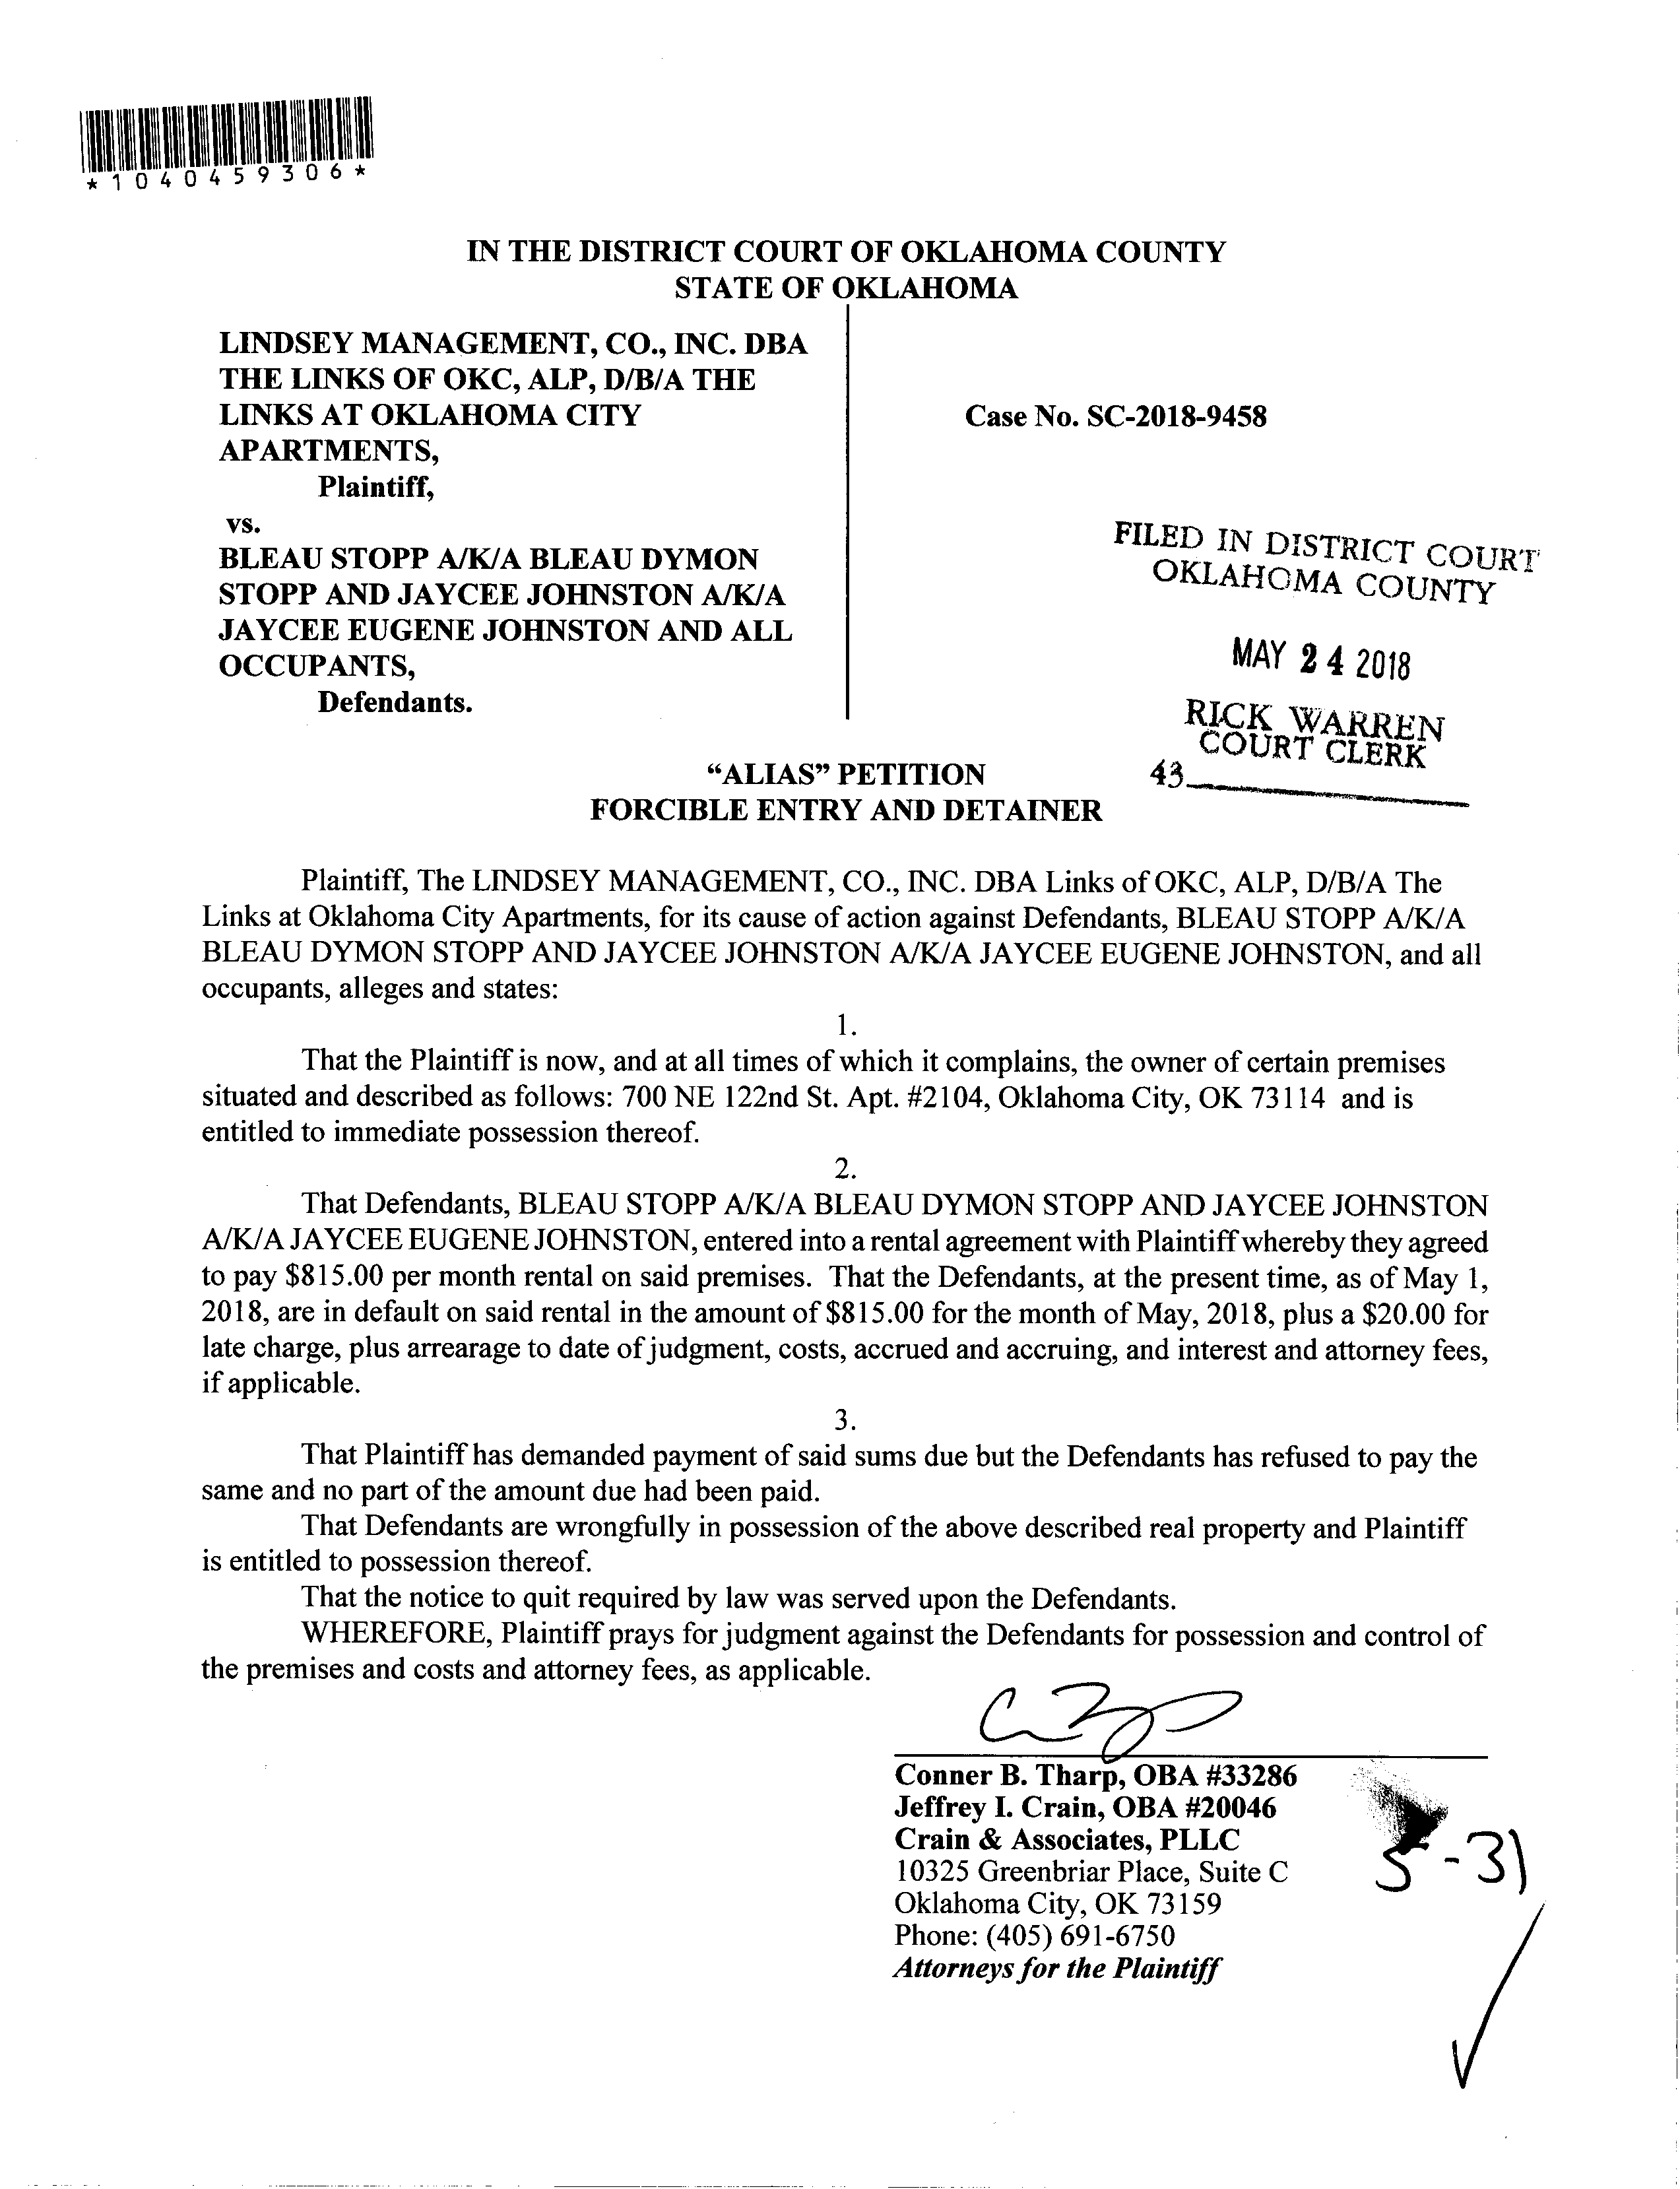 *1040459306*
IN THE DISTRICT COURT OF OKLAHOMA COUNTY
STATE OF OKLAHOMA
LINDSEY MANAGEMENT, CO., INC. DBA
THE LINKS OF OKC, ALP, D/B/A THE
LINKS AT OKLAHOMA CITY
APARTMENTS,
Plaintiff,
vs.
BLEAU STOPP A/K/A BLEAU DYMON
STOPP AND JAYCEE JOHNSTON A/K/A
JAYCEE EUGENE JOHNSTON AND ALL
OCCUPANTS,
Defendants.
Case No. SC-2018-9458
FILED IN DISTRICT COURT
OKLAHOMA COUNTY
MAY 24 2018
RICK WARREN
COURT CLERK
43
"ALIAS" PETITION
FORCIBLE ENTRY AND DETAINER
Plaintiff, The LINDSEY MANAGEMENT, CO., INC. DBA Links of OKC, ALP, D/B/A The
Links at Oklahoma City Apartments, for its cause of action against Defendants, BLEAU STOPP A/K/A
BLEAU DYMON STOPP AND JAYCEE JOHNSTON A/K/A JAYCEE EUGENE JOHNSTON, and all
occupants, alleges and states:
1.
That the Plaintiff is now, and at all times of which it complains, the owner of certain premises
situated and described as follows: 700 NE 122nd St. Apt. #2104, Oklahoma City, OK 73114 and is
entitled to immediate possession thereof.
2.
That Defendants, BLEAU STOPP A/K/A BLEAU DYMON STOPP AND JAYCEE JOHNSTON
A/K/A JAYCEE EUGENE JOHNSTON, entered into a rental agreement with Plaintiff whereby they agreed
to pay $815.00 per month rental on said premises. That the Defendants, at the present time, as of May 1,
2018, are in default on said rental in the amount of $815.00 for the month of May, 2018, plus a $20.00 for
late charge, plus arrearage to date of judgment, costs, accrued and accruing, and interest and attorney fees,
if applicable.
3.
That Plaintiff has demanded payment of said sums due but the Defendants has refused to pay the
same and no part of the amount due had been paid.
That Defendants are wrongfully in possession of the above described real property and Plaintiff
is entitled to possession thereof.
That the notice to quit required by law was served upon the Defendants.
WHEREFORE, Plaintiff prays for judgment against the Defendants for possession and control of
the premises and costs and attorney fees, as applicable.
Conner B. Tharp, OBA #33286
Jeffrey I. Crain, OBA #20046
Crain & Associates, PLLC
10325 Greenbriar Place, Suite C
Oklahoma City, OK 73159
Phone: (405) 691-6750
Attorneys for the Plaintiff
5-31